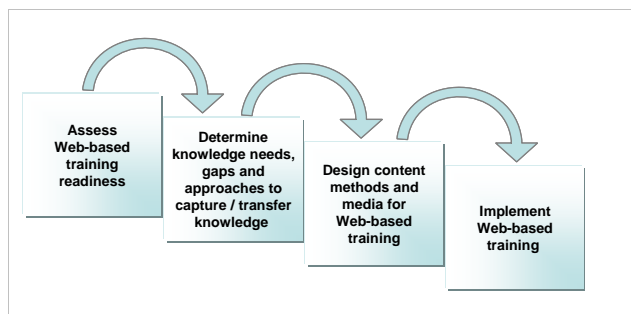 Assess
Web-based
training
readiness
Determine
knowledge needs,
gaps and
approaches to
capture / transfer
knowledge
Design content
methods and
media for
Web-based
training
Implement
Web-based
training